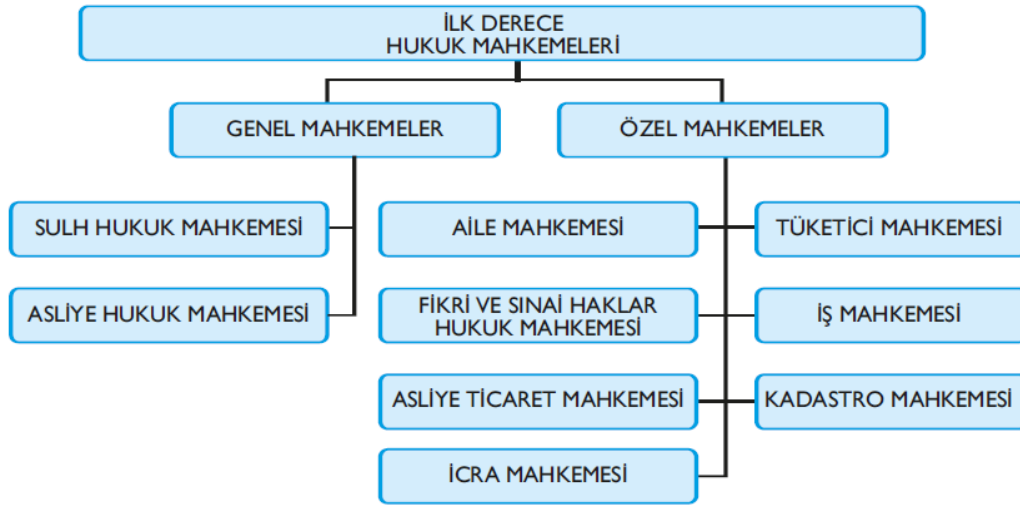 İLK DERECE
HUKUK MAHKEMELERİ
GENEL MAHKEMELER
ÖZEL MAHKEMELER
SULH HUKUK MAHKEMESİ
ASLİYE HUKUK MAHKEMESİ
AİLE MAHKEMESİ
TÜKETİCİ MAHKEMESİ
FİKRİ VE SINAİ HAKLAR
HUKUK MAHKEMESİ
İŞ MAHKEMESİ
ASLİYE TİCARET MAHKEMESİ
KADASTRO MAHKEMESİ
İCRA MAHKEMESİ